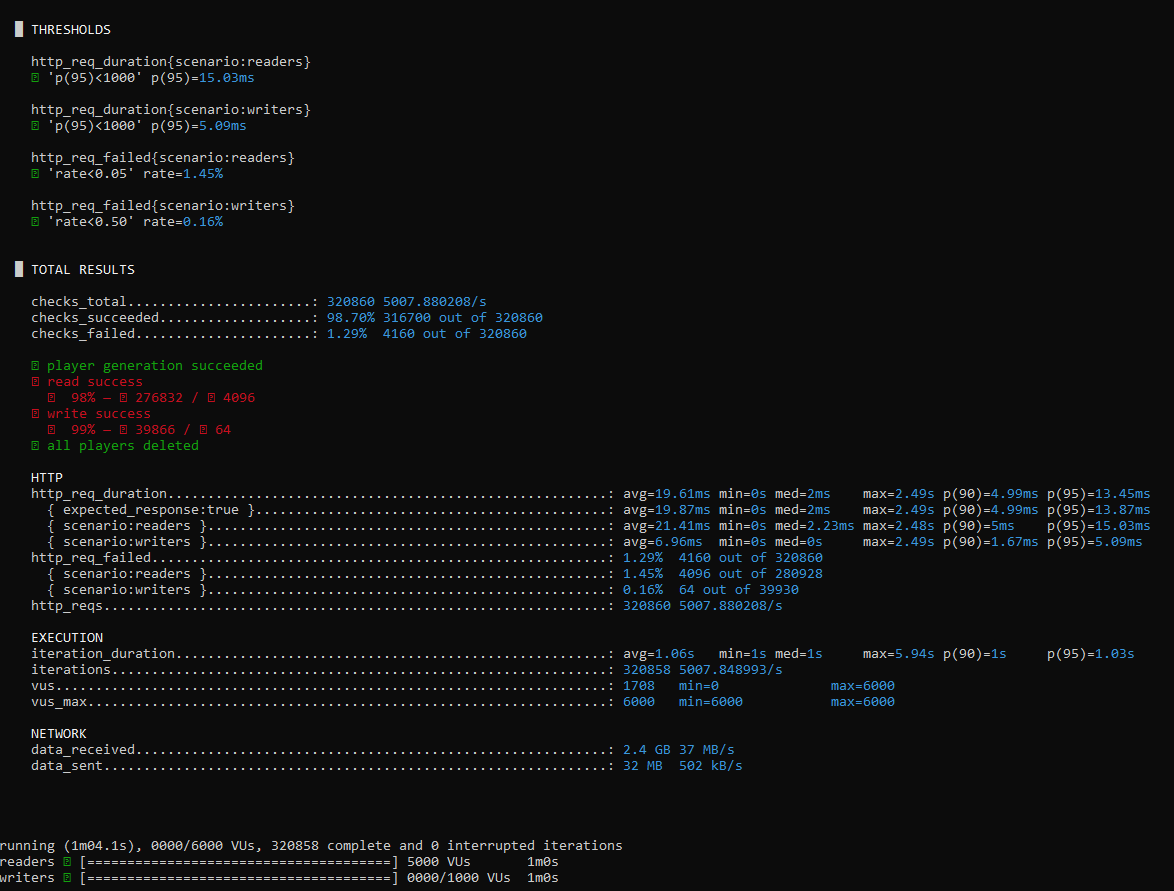 THRESHOLDS
http_req_duration{scenario:readers}
'p(95)<1000' p(95)=15.03ms
http_req_duration{scenario:writers}
'p(95)<1000' p(95)=5.09ms
http_req_failed{scenario:readers}
'rate<0.05' rate=1.45%
http_req_failed{scenario:writers}
'rate<0.50' rate=0.16%
TOTAL RESULTS
checks_total.......................: 320860 5007.880208/s
checks_succeeded...................: 98.70% 316700 out of 320860
checks_failed......................: 1.29%  4160 out of 320860
player generation succeeded
read success
98% — 276832 / 4096
write success
99% — 39866 / 64
all players deleted
HTTP
http_req_duration.......................................................: avg=19.61ms min=0s med=2ms    max=2.49s p(90)=4.99ms p(95)=13.45ms
{ expected_response:true }............................................: avg=19.87ms min=0s med=2ms    max=2.49s p(90)=4.99ms p(95)=13.87ms
{ scenario:readers }..................................................: avg=21.41ms min=0s med=2.23ms max=2.48s p(90)=5ms    p(95)=15.03ms
{ scenario:writers }..................................................: avg=6.96ms  min=0s med=0s     max=2.49s p(90)=1.67ms p(95)=5.09ms
http_req_failed.........................................................: 1.29%  4160 out of 320860
{ scenario:readers }..................................................: 1.45%  4096 out of 280928
{ scenario:writers }..................................................: 0.16%  64 out of 39930
http_reqs...............................................................: 320860 5007.880208/s
EXECUTION
iteration_duration......................................................: avg=1.06s   min=1s med=1s     max=5.94s p(90)=1s     p(95)=1.03s
iterations..............................................................: 320858 5007.848993/s
vus.....................................................................: 1708   min=0              max=6000
vus_max.................................................................: 6000   min=6000           max=6000
NETWORK
data_received...........................................................: 2.4 GB 37 MB/s
data_sent...............................................................: 32 MB  502 kB/s
running (1m04.1s), 0000/6000 VUs, 320858 complete and 0 interrupted iterations
readers [======================================] 5000 VUs       1m0s
writers [======================================] 0000/1000 VUs  1m0s